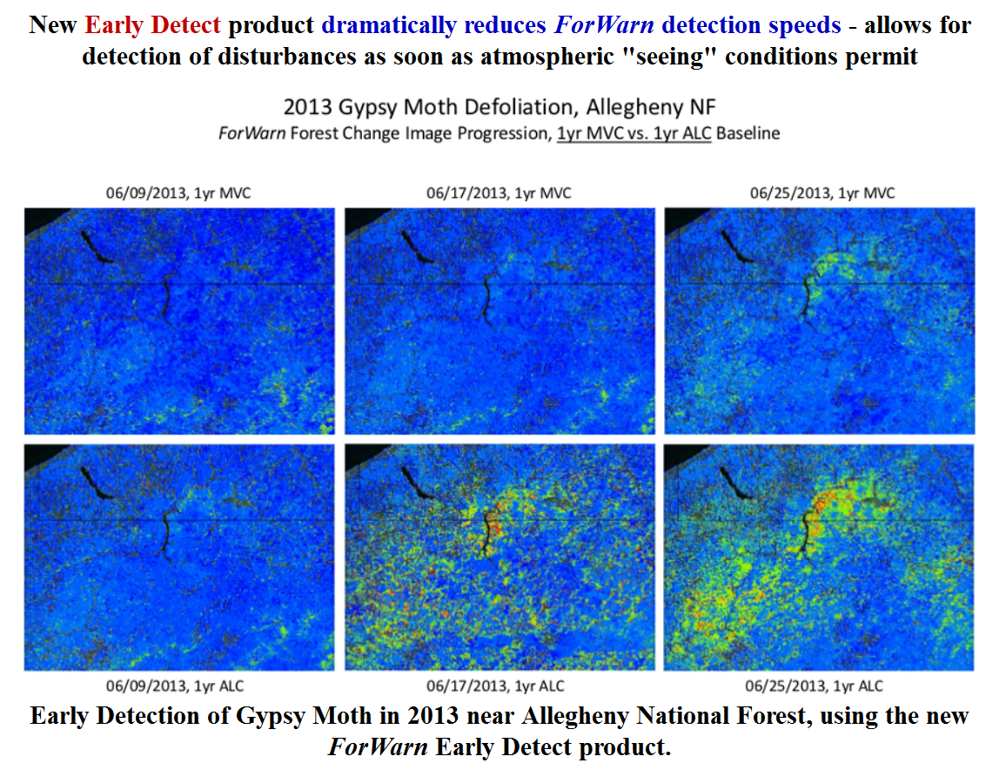 New Early Detect product dramatically reduces ForWarn detection speeds - allows for
detection of disturbances as soon as atmospheric "seeing" conditions permit
2013 Gypsy Moth Defoliation, Allegheny NF
ForWarn Forest Change Image Progression, 1yr MVC vs. 1yr ALC Baseline
06/09/2013, 1yr MVC
06/17/2013, 1yr MVC
06/25/2013, 1yr MVC
06/09/2013, 1yr ALC
06/17/2013, 1yr ALC
06/25/2013, 1yr ALC
Early Detection of Gypsy Moth in 2013 near Allegheny National Forest, using the new
ForWarn Early Detect product.